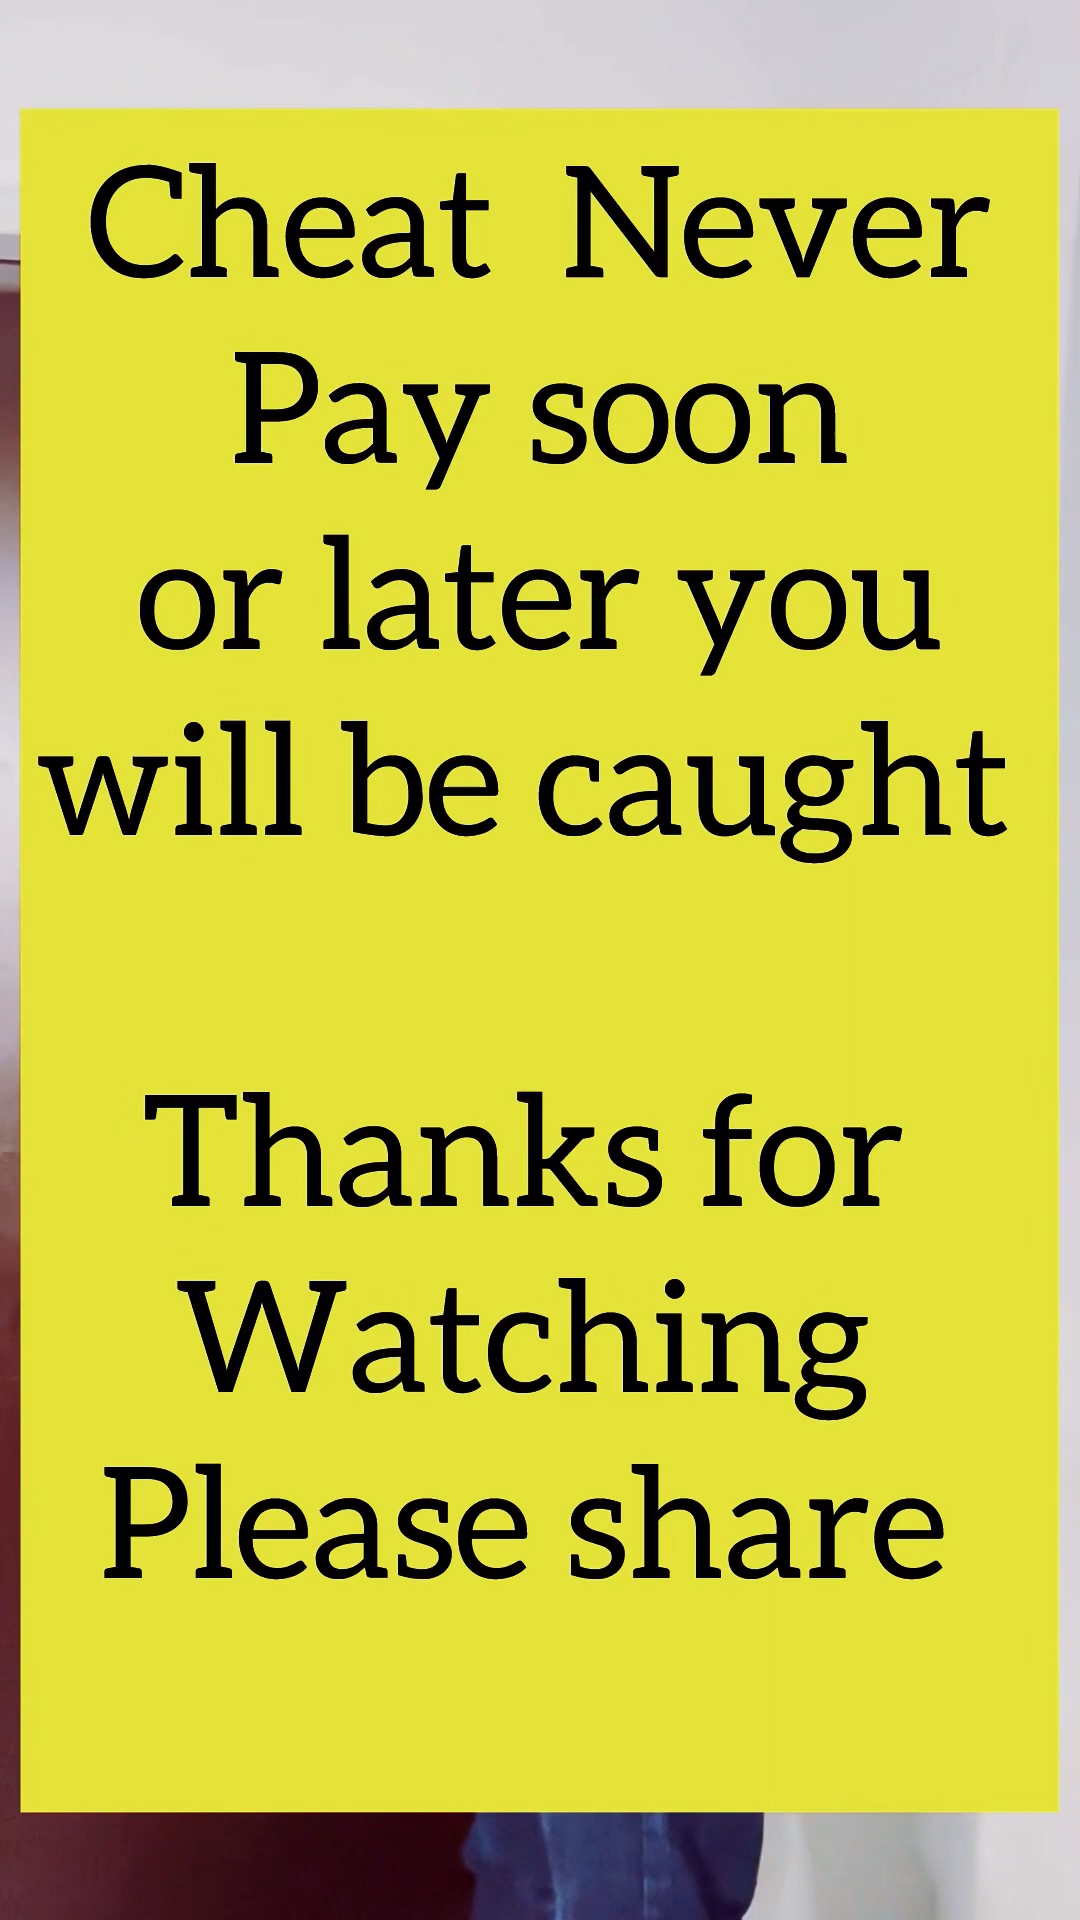 Cheat  Never
Pay soon
or later you
will be caught
Thanks for
Watching
Please share